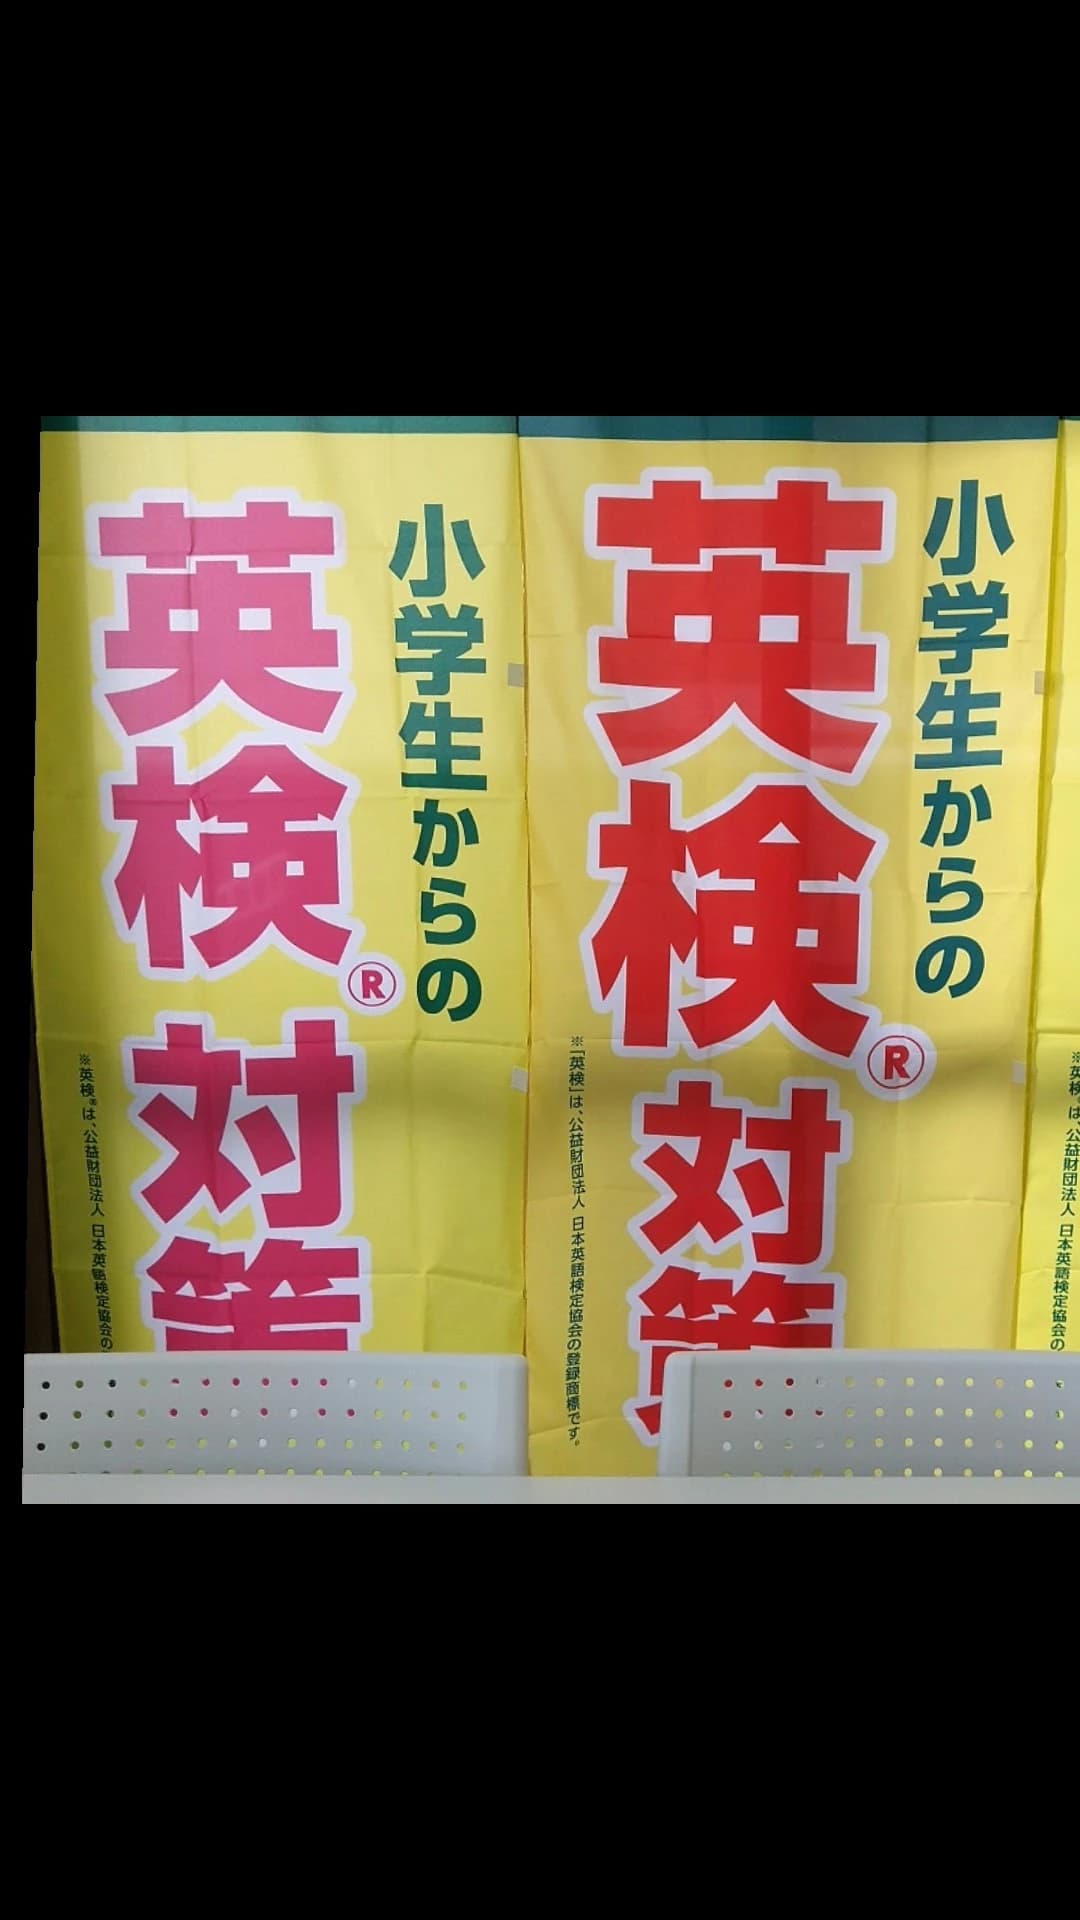 小学生からの
英検®対策
※「英検」は、公益財団法人 日本英語検定協会の登録商標です。
小学生からの
英検®対策
※英検®は、公益財団法人 日本英語検定協会の
※英検®は、公益財団法人 日本英語検定協会の